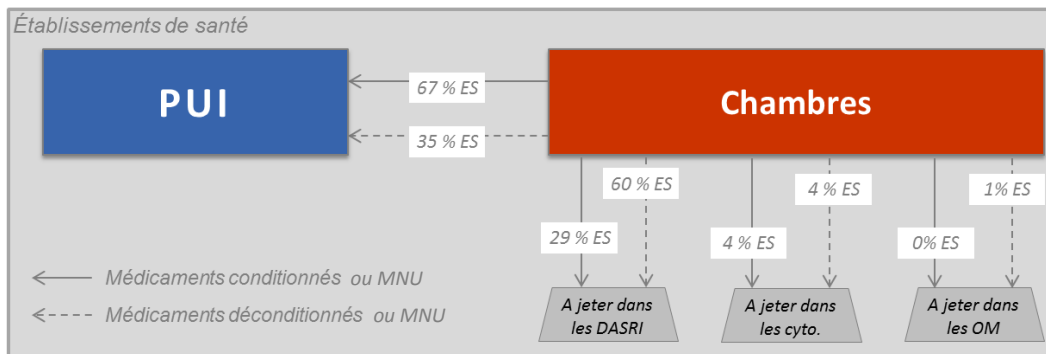 Établissements de santé
PUI
67 % ES
35 % ES
Chambres
60 % ES
4 % ES
1% ES
29 % ES
4 % ES
0% ES
Médicaments conditionnés ou MNU
Médicaments déconditionnés ou MNU
A jeter dans
les DASRI
A jeter dans
les cyto.
A jeter dans
les OM